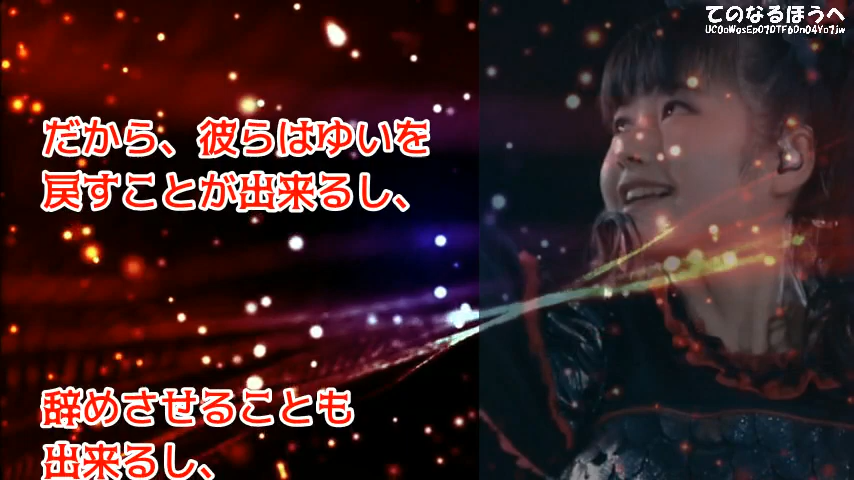 てのなるほうへ
UCOoWgsEpO7OTFbOn04Yo7jw
だから、彼らはゆいを
戻すことが出来るし、
辞めさせることも
出来るし、